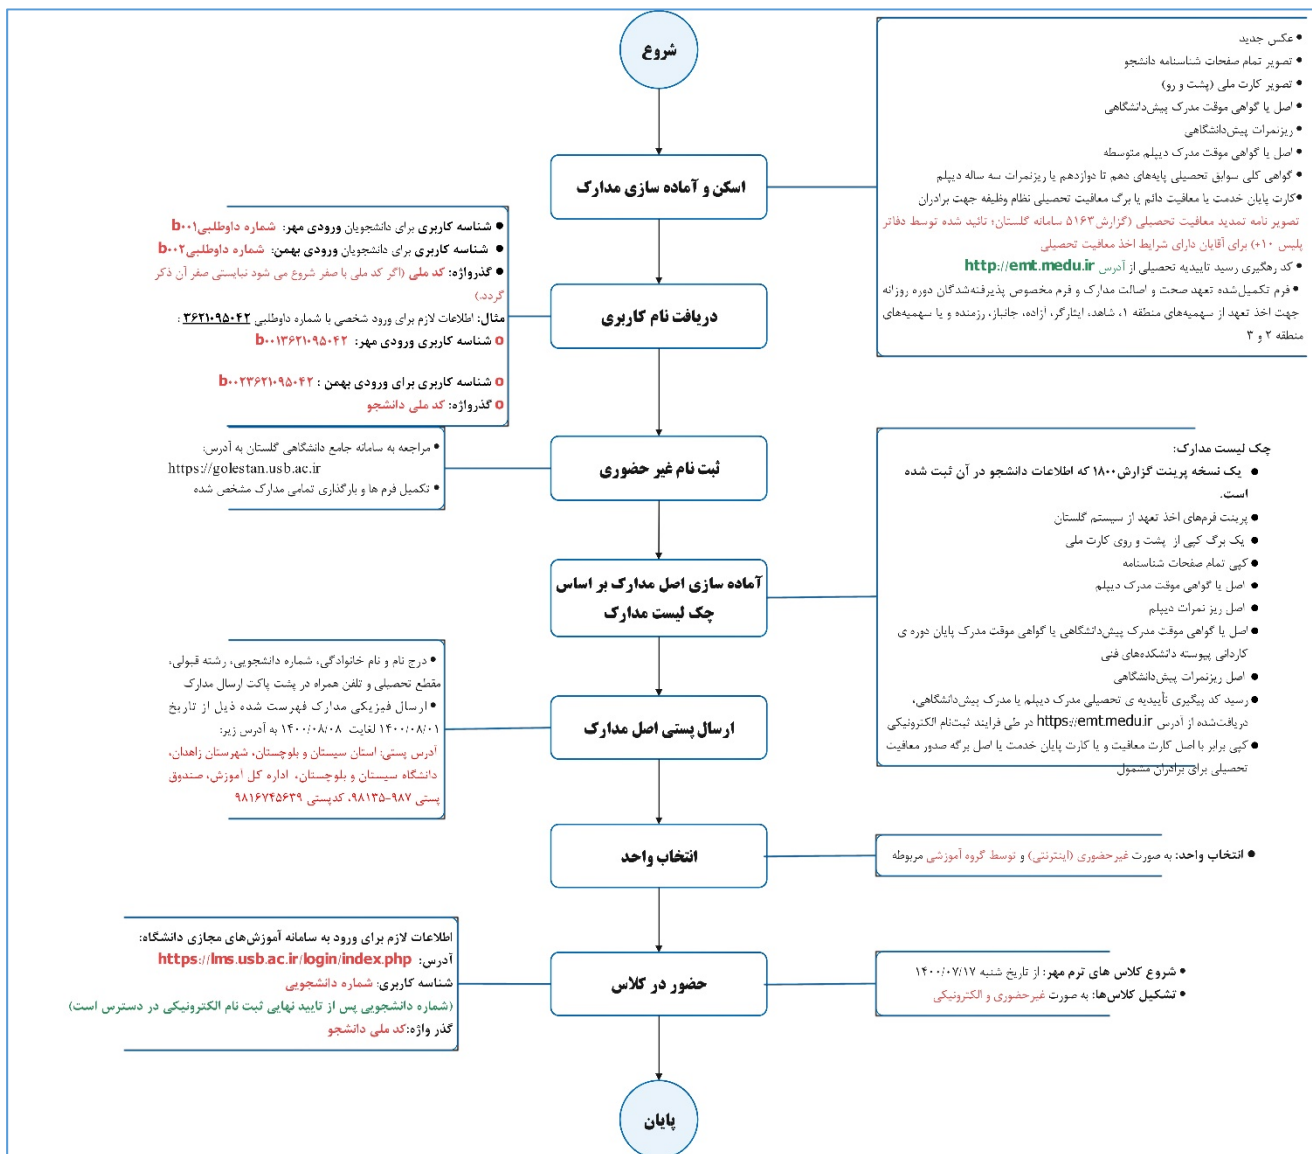 شروع
● عکس جدید
● تصویر تمام صفحات شناسنامه دانشجو
● تصویر کارت ملی (پشت و رو)
● اصل یا گواهی موقت مدرک پیش‌دانشگاهی
● ریزنمرات پیش‌دانشگاهی
● اصل یا گواهی موقت مدرک دیپلم متوسطه
● گواهی کلی سوابق تحصیلی پایه‌های دهم تا دوازدهم یا ریزنمرات سه ساله دیپلم
●کارت پایان خدمت یا معافیت دائم یا برگ معافیت تحصیلی نظام وظیفه جهت برادران
تصویر نامه تمدید معافیت تحصیلی (گزارش۵۱۶۳ سامانه گلستان؛ تائید شده توسط دفاتر
پلیس ۱۰+) برای آقایان دارای شرایط اخذ معافیت تحصیلی
● کد رهگیری رسید تاییدیه تحصیلی از آدرس http://emt.medu.ir
● فرم تکمیل‌شده تعهد صحت و اصالت مدارک و فرم مخصوص پذیرفته‌شدگان دوره روزانه
جهت اخذ تعهد از سهمیه‌های منطقه ۱، شاهد، ایثارگر، آزاده، جانباز، رزمنده و یا سهمیه‌های
منطقه ۲ و ۳
اسکن و آماده سازی مدارک
● شناسه کاربری برای دانشجویان ورودی مهر: شماره داوطلبیb۰۰۱
● شناسه کاربری برای دانشجویان ورودی بهمن: شماره داوطلبیb۰۰۲
● گذرواژه: کد ملی (اگر کد ملی با صفر شروع می شود نبایستی صفر آن ذکر
گردد.)
مثال: اطلاعات لازم برای ورود شخصی با شماره داوطلبی ۳۶۲۱۰۹۵۰۴۲ :
o شناسه کاربری ورودی مهر: b۰۰۱۳۶۲۱۰۹۵۰۴۲
o شناسه کاربری برای ورودی بهمن : b۰۰۲۳۶۲۱۰۹۵۰۴۲
o گذرواژه: کد ملی دانشجو
دریافت نام کاربری
● مراجعه به سامانه جامع دانشگاهی گلستان به آدرس:
https://golestan.usb.ac.ir
● تکمیل فرم ها و بارگذاری تمامی مدارک مشخص شده
ثبت نام غیر حضوری
چک لیست مدارک:
● یک نسخه پرینت گزارش۱۸۰۰ که اطلاعات دانشجو در آن ثبت شده
است.
● پرینت فرم‌های اخذ تعهد از سیستم گلستان
● یک برگ کپی از پشت و روی کارت ملی
● کپی تمام صفحات شناسنامه
● اصل یا گواهی موقت مدرک دیپلم
● اصل ریز نمرات دیپلم
● اصل یا گواهی موقت مدرک پیش‌دانشگاهی یا گواهی موقت مدرک پایان دوره ی
کاردانی پیوسته دانشکده‌های فنی
● اصل ریزنمرات پیش‌دانشگاهی
● رسید کد پیگیری تأییدیه ی تحصیلی مدرک دیپلم یا مدرک پیش‌دانشگاهی،
دریافت‌شده از آدرس https://emt.medu.ir در طی فرایند ثبت‌نام الکترونیکی
● کپی برابر با اصل کارت معافیت و یا کارت پایان خدمت یا اصل برگه صدور معافیت
تحصیلی برای برادران مشمول
آماده سازی اصل مدارک بر اساس
چک لیست مدارک
● درج نام و نام خانوادگی، شماره دانشجویی، رشته قبولی،
مقطع تحصیلی و تلفن همراه در پشت پاکت ارسال مدارک
● ارسال فیزیکی مدارک فهرست شده ذیل از تاریخ
۱۴۰۰/۰۸/۰۱ لغایت ۱۴۰۰/۰۸/۰۸ به آدرس زیر:
آدرس پستی: استان سیستان و بلوچستان، شهرستان زاهدان،
دانشگاه سیستان و بلوچستان، اداره کل آموزش، صندوق
پستی ۹۸۷-۹۸۱۳۵، کدپستی ۹۸۱۶۷۴۵۶۳۹
ارسال پستی اصل مدارک
انتخاب واحد
● انتخاب واحد: به صورت غیرحضوری (اینترنتی) و توسط گروه آموزشی مربوطه
اطلاعات لازم برای ورود به سامانه آموزش‌های مجازی دانشگاه:
آدرس: https://lms.usb.ac.ir/login/index.php
شناسه کاربری: شماره دانشجویی
(شماره دانشجویی پس از تایید نهایی ثبت نام الکترونیکی در دسترس است)
گذر واژه:کد ملی دانشجو
حضور در کلاس
● شروع کلاس های ترم مهر: از تاریخ شنبه ۱۴۰۰/۰۷/۱۷
● تشکیل کلاس‌ها: به صورت غیرحضوری و الکترونیکی
پایان